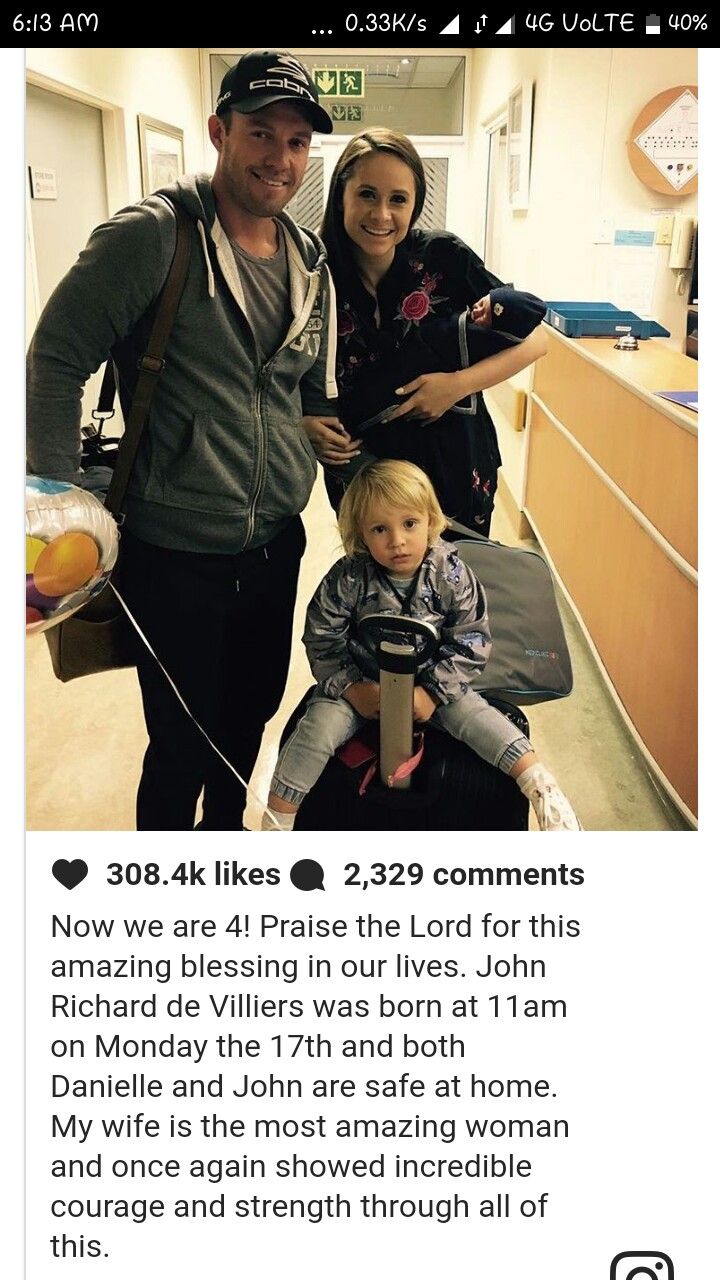 6:13 AM
... 0.33K/s 4G VoLTE 40%
cobra
308.4k likes 2,329 comments
Now we are 4! Praise the Lord for this
amazing blessing in our lives. John
Richard de Villiers was born at 11am
on Monday the 17th and both
Danielle and John are safe at home.
My wife is the most amazing woman
and once again showed incredible
courage and strength through all of
this.